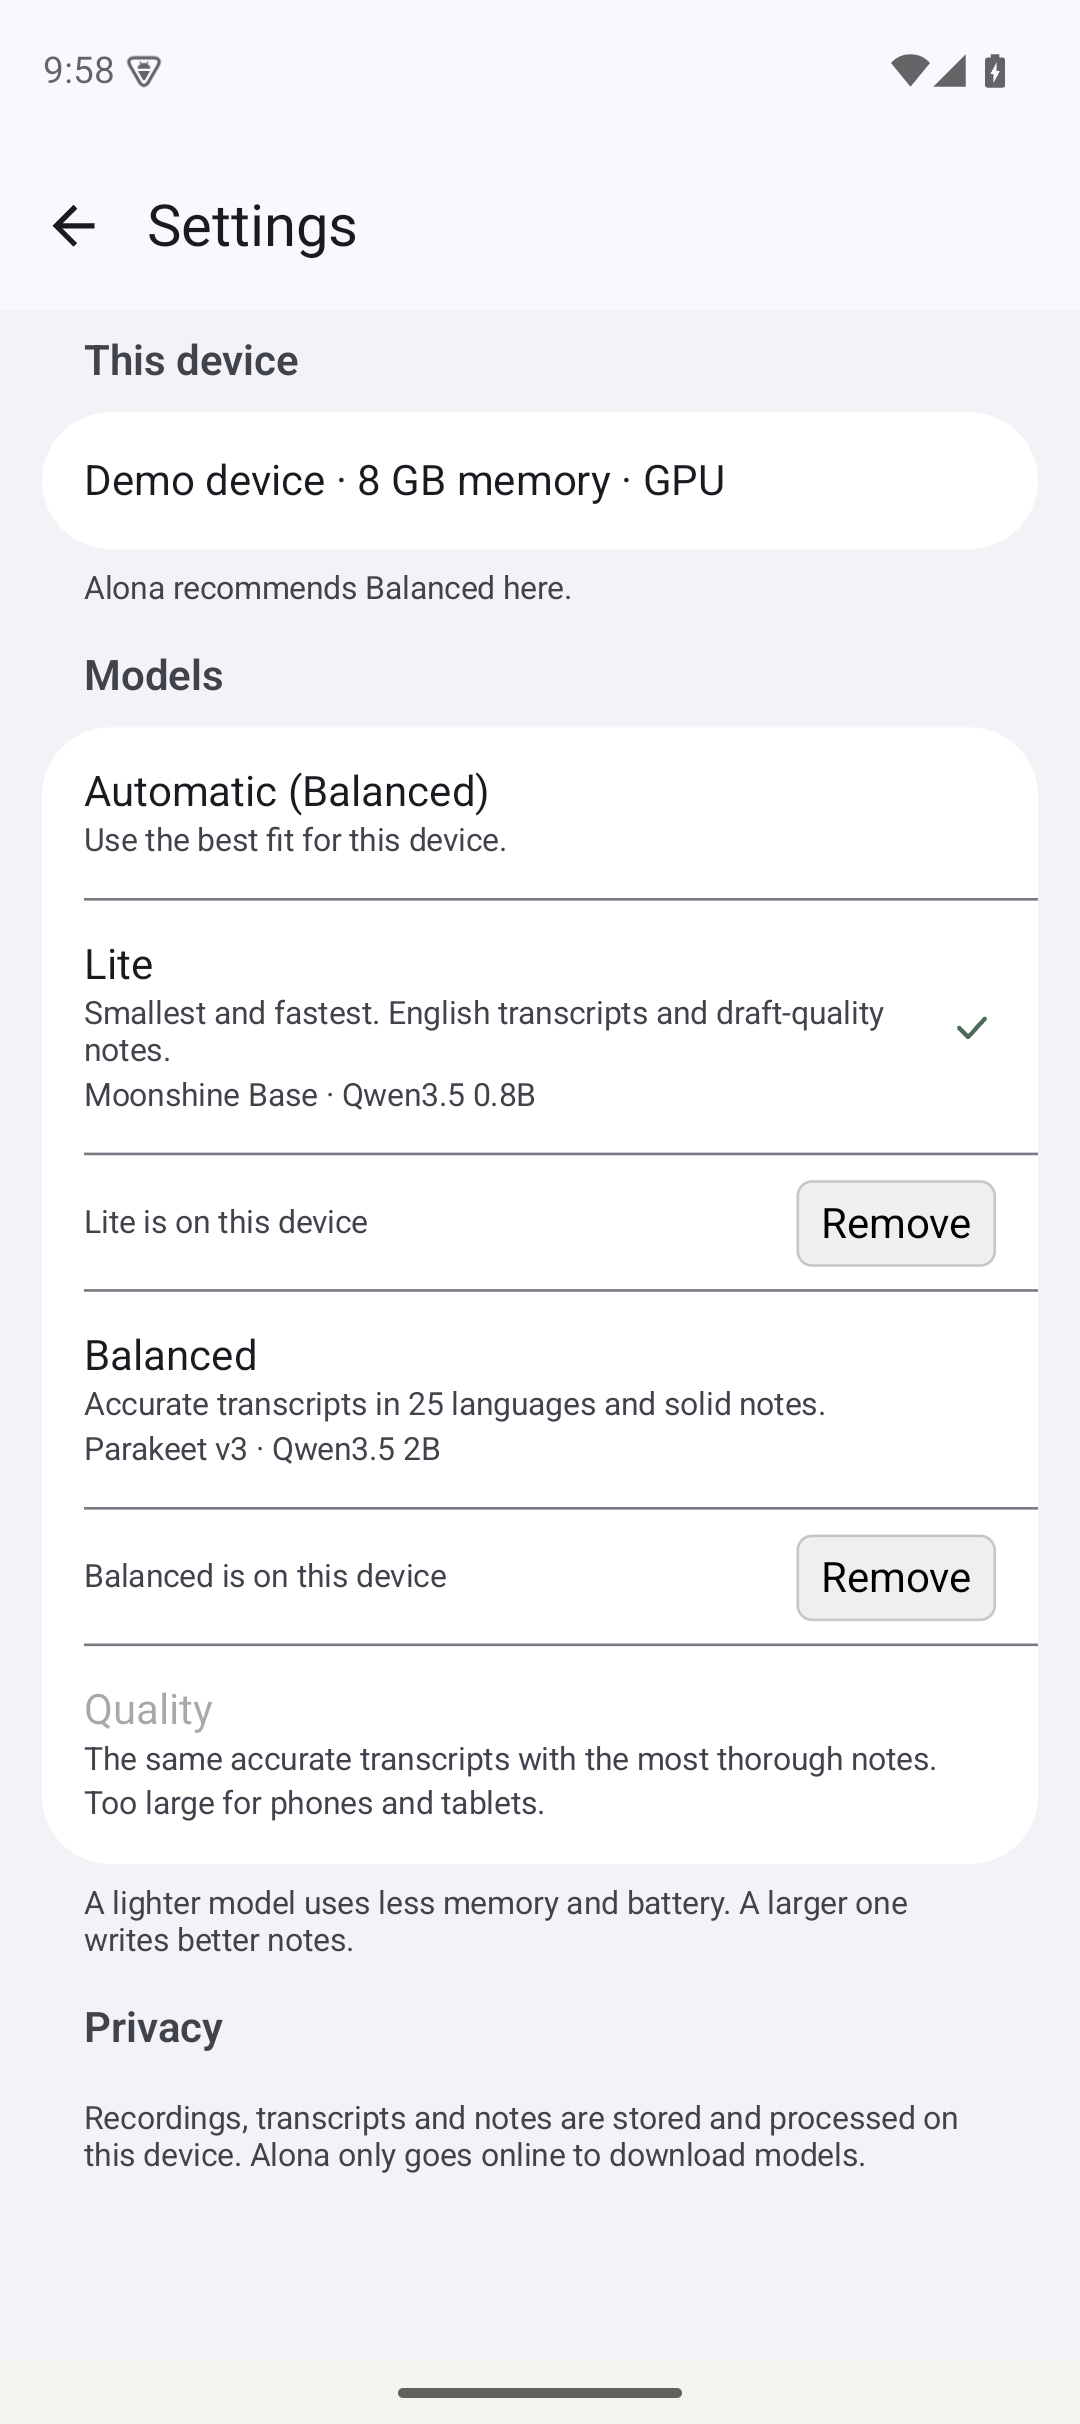 9:58
Settings
This device
Demo device · 8 GB memory · GPU
Alona recommends Balanced here.
Models
Automatic (Balanced)
Use the best fit for this device.
Lite
Smallest and fastest. English transcripts and draft-quality
notes.
Moonshine Base · Qwen3.5 0.8B
Lite is on this device
Remove
Balanced
Accurate transcripts in 25 languages and solid notes.
Parakeet v3 · Qwen3.5 2B
Balanced is on this device
Remove
Quality
The same accurate transcripts with the most thorough notes.
Too large for phones and tablets.
A lighter model uses less memory and battery. A larger one
writes better notes.
Privacy
Recordings, transcripts and notes are stored and processed on
this device. Alona only goes online to download models.